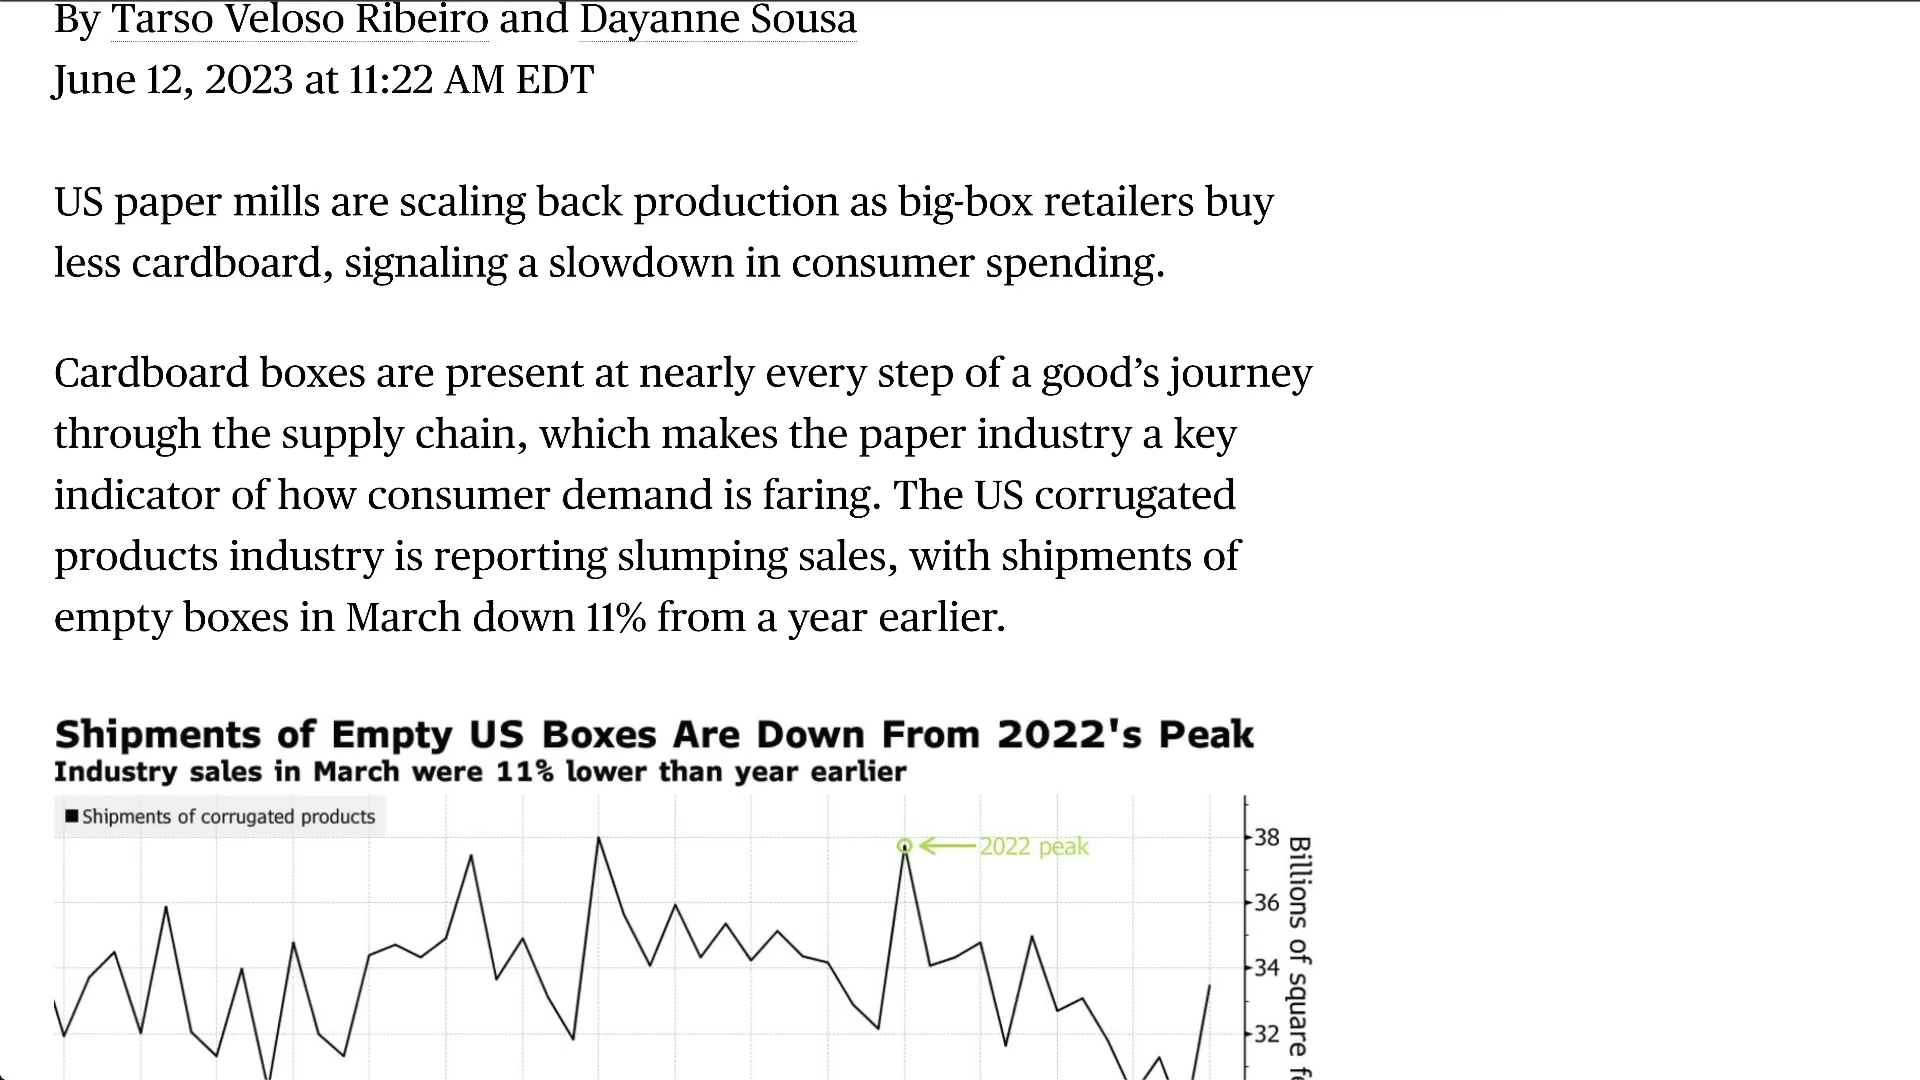 By Tarso Veloso Ribeiro and Dayanne Sousa
June 12, 2023 at 11:22 AM EDT
US paper mills are scaling back production as big-box retailers buy
less cardboard, signaling a slowdown in consumer spending.
Cardboard boxes are present at nearly every step of a good’s journey
through the supply chain, which makes the paper industry a key
indicator of how consumer demand is faring. The US corrugated
products industry is reporting slumping sales, with shipments of
empty boxes in March down 11% from a year earlier.
Shipments of Empty US Boxes Are Down From 2022's Peak
Industry sales in March were 11% lower than year earlier
Shipments of corrugated products
2022 peak
38
36
34
32
Billions of square